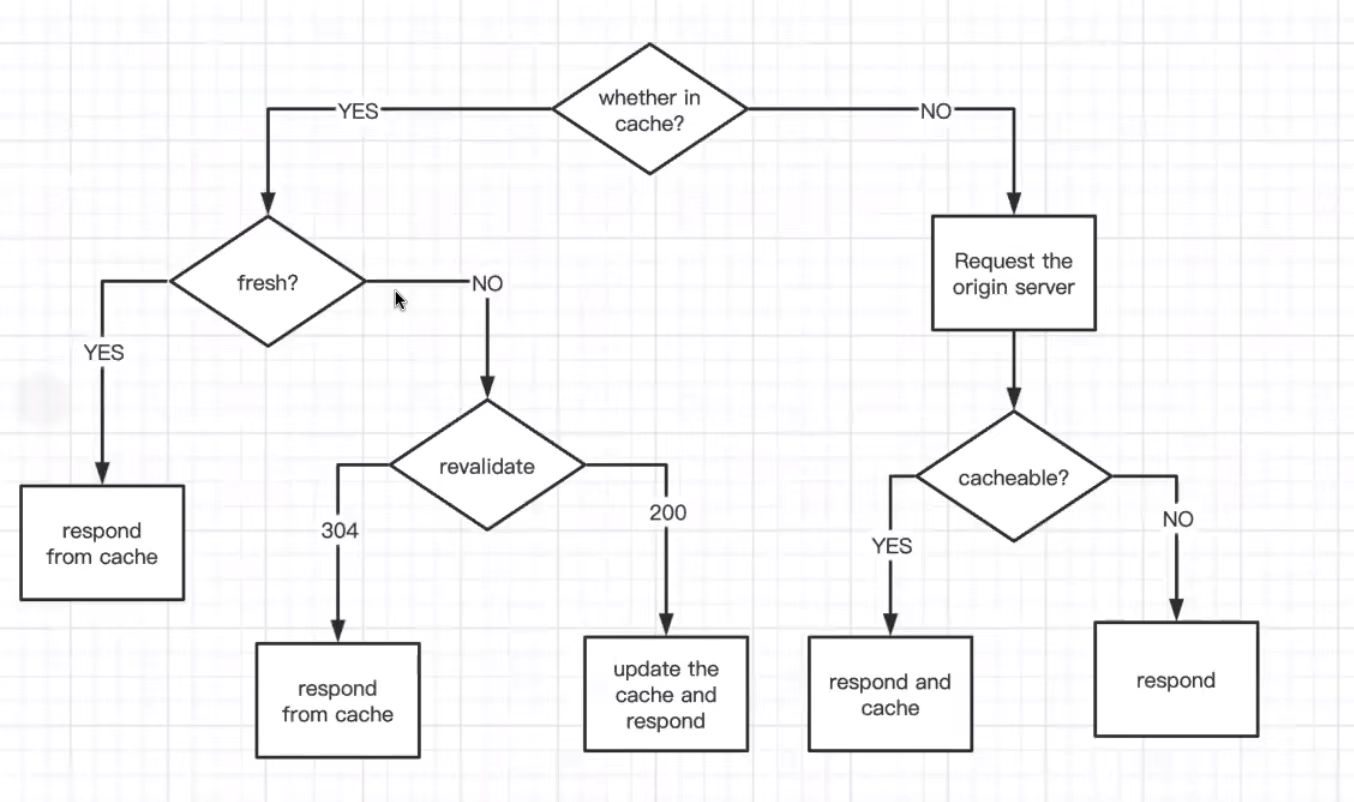 whether in
cache?
YES
NO
fresh?
Request the
origin server
NO
YES
revalidate
cacheable?
304
200
YES
NO
respond
from cache
respond
from cache
update the
cache and
respond
respond and
cache
respond